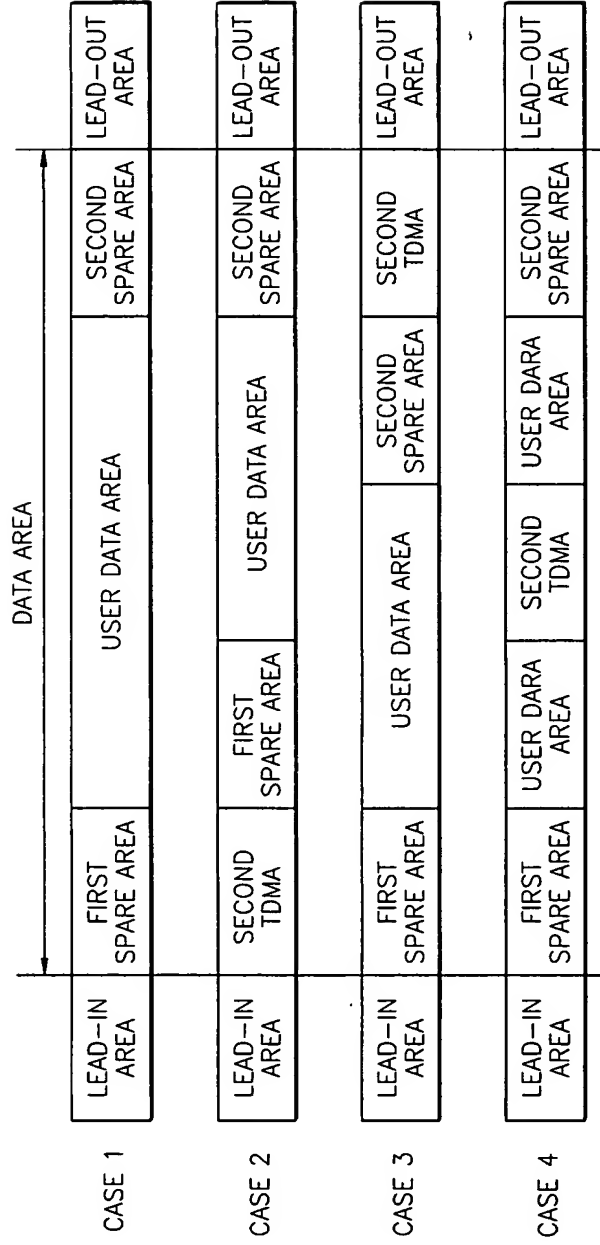 DATA AREA
CASE 1
LEAD-IN
AREA
FIRST
SPARE AREA
USER DATA AREA
SECOND
SPARE AREA
LEAD-OUT
AREA
CASE 2
LEAD-IN
AREA
SECOND
TDMA
FIRST
SPARE AREA
USER DATA AREA
SECOND
SPARE AREA
LEAD-OUT
AREA
CASE 3
LEAD-IN
AREA
FIRST
SPARE AREA
USER DATA AREA
SECOND
SPARE AREA
SECOND
TDMA
LEAD-OUT
AREA
CASE 4
LEAD-IN
AREA
FIRST
SPARE AREA
USER DARA
AREA
SECOND
TDMA
USER DARA
AREA
SECOND
SPARE AREA
LEAD-OUT
AREA